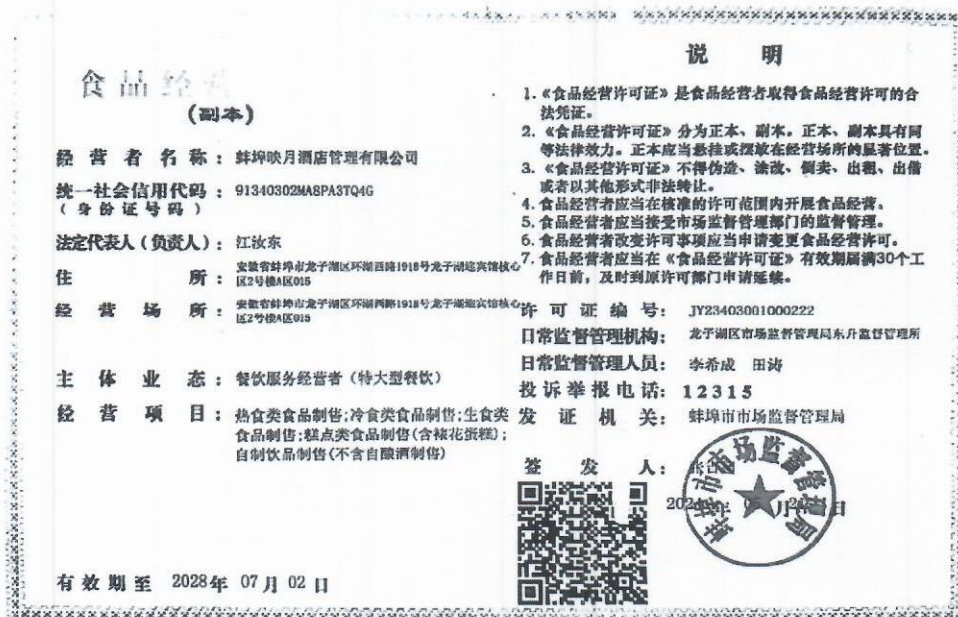 食品经营
(副本)
经营者名称：蚌埠映月酒店管理有限公司
统一社会信用代码：91340302MA8PA3TQ4G
(身份证号码)
法定代表人(负责人)：江汝东
住所：安徽省蚌埠市龙子湖区环湖西路1918号龙子湖迎宾馆核心
区2号楼A区015
经营场所：安徽省蚌埠市龙子湖区环湖西路1918号龙子湖迎宾馆核心
区2号楼A区015
主体业态：餐饮服务经营者（特大型餐饮）
经营项目：热食类食品制售;冷食类食品制售;生食类
食品制售;糕点类食品制售(含裱花蛋糕);
自制饮品制售(不含自酿酒制售)
有效期至 2028年 07月 02日
说明
1.《食品经营许可证》是食品经营者取得食品经营许可的合
法凭证。
2.《食品经营许可证》分为正本、副本。正本、副本具有同
等法律效力。正本应当悬挂或摆放在经营场所的显著位置。
3.《食品经营许可证》不得伪造、涂改、倒卖、出租、出借
或者以其他形式非法转让。
4.食品经营者应当在核准的许可范围内开展食品经营。
5.食品经营者应当接受市场监督管理部门的监督管理。
6.食品经营者改变许可事项应当申请变更食品经营许可。
7.食品经营者应当在《食品经营许可证》有效期届满30个工
作日前，及时到原许可部门申请延续。
许可证编号：JY23403001000222
日常监督管理机构：龙子湖区市场监督管理局东升监督管理所
日常监督管理人员：李希成 田涛
投诉举报电话：12315
发证机关：蚌埠市市场监督管理局
签发人：
年 月 日
蚌埠市市场监督管理局